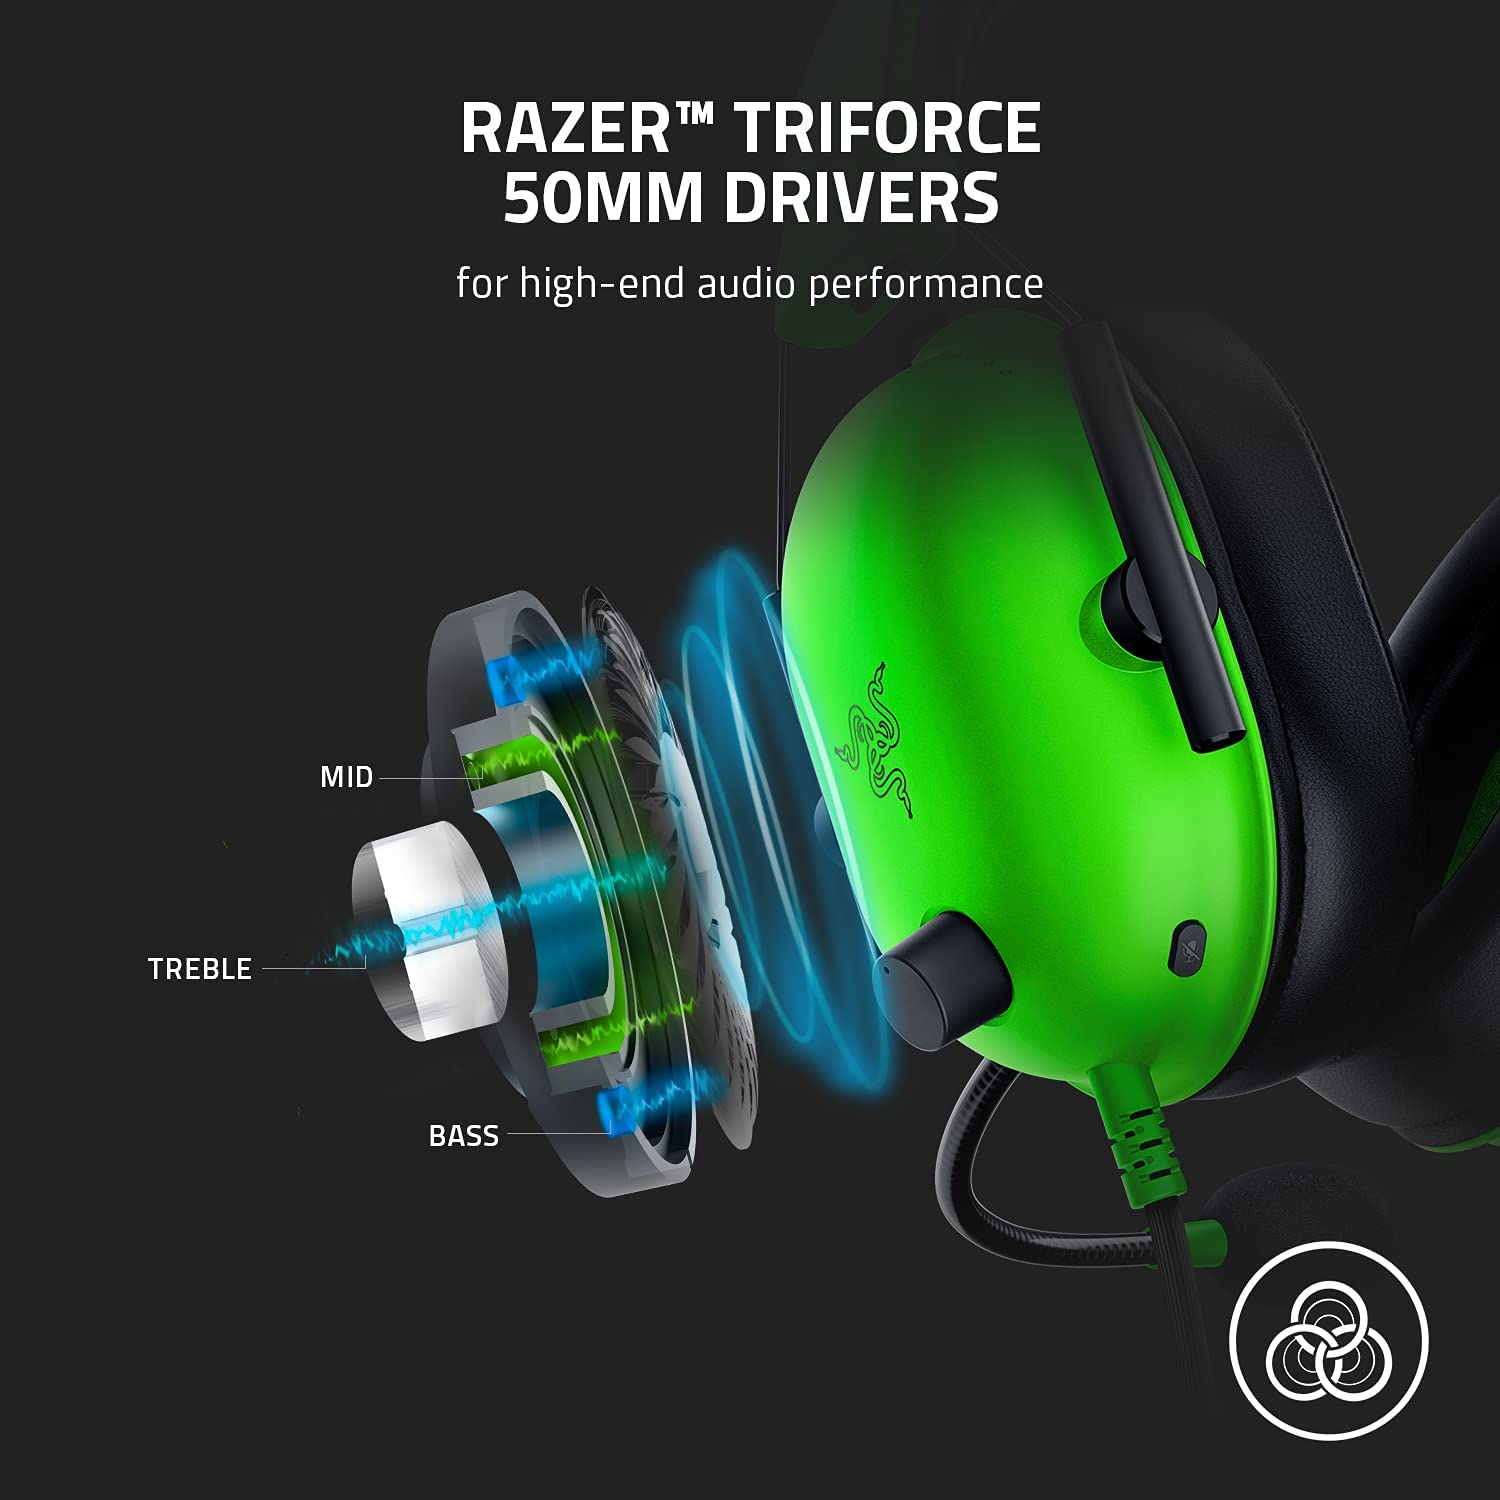 RAZER™ TRIFORCE
50MM DRIVERS
for high-end audio performance
MID
TREBLE
BASS